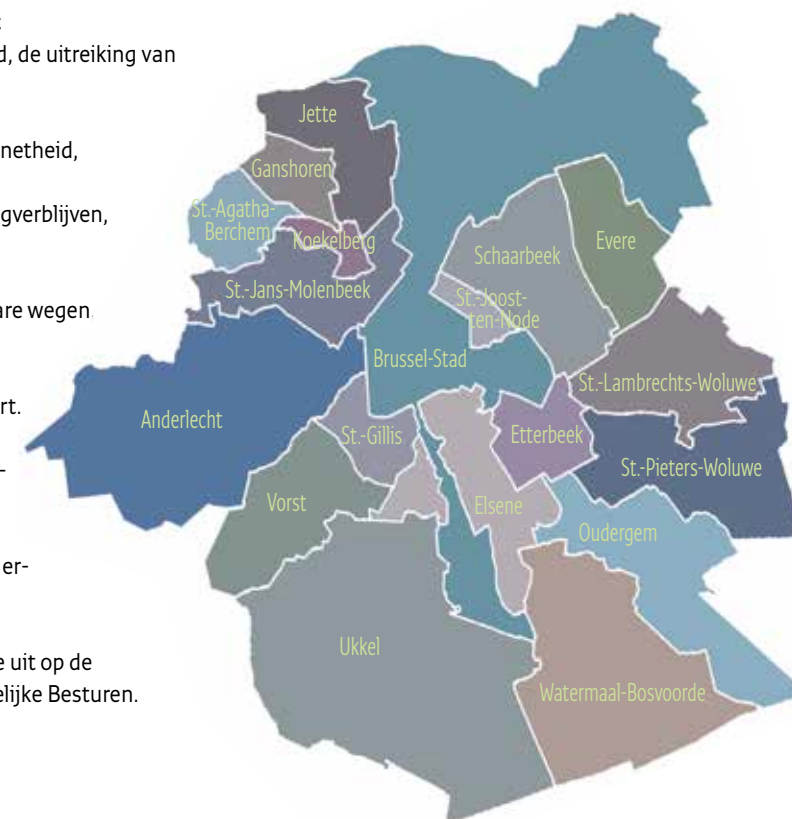 d, de uitreiking van
netheid,
gverblijven,
are wegen
rt.
-
er-
e uit op de
elijke Besturen.
Jette
Ganshoren
St.-Agatha-
Berchem
Koekelberg
St.-Jans-Molenbeek
Schaarbeek
Evere
St.-Joost-
ten-Node
Brussel-Stad
St.-Lambrechts-Woluwe
Anderlecht
St.-Gillis
Etterbeek
St.-Pieters-Woluwe
Vorst
Elsene
Oudergem
Ukkel
Watermaal-Bosvoorde